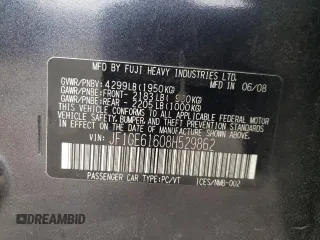 MFD BY FUJI HEAVY INDUSTRIES LTD. IN 06/08
GVWR/PNBV: 4299LB(1950KG)
GAWR/PNBE: FRONT- 2183LB( KG)
GAWR/PNBE: REAR - 2205LB(1000KG)
THIS VEHICLE CONFORMS TO ALL APPLICABLE FEDERAL MOTOR
VEHICLE SAFETY, BUMPER, AND THEFT PREVENTION
STANDARDS IN EFFECT ON THE DATE OF MANUFACTURE
SHOWN ABOVE.
VIN: JF1GE61608H529862
PASSENGER CAR TYPE:PC/VT ICES/NMB-002
DREAMBID